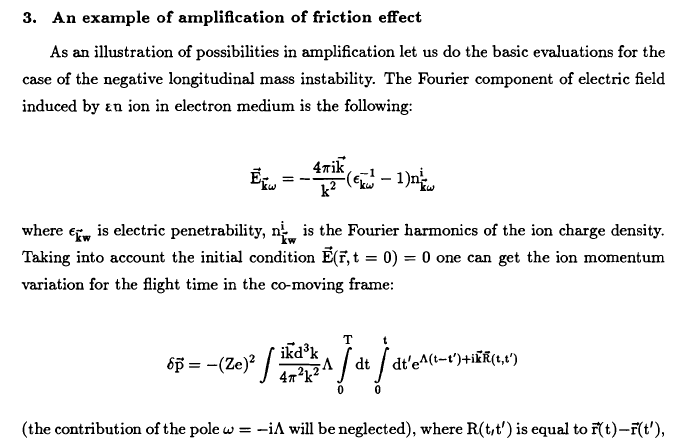 3. An example of amplification of friction effect
As an illustration of possibilities in amplification let us do the basic evaluations for the
case of the negative longitudinal mass instability. The Fourier component of electric field
induced by ɛn ion in electron medium is the following:
$\vec{E}_{\vec{k}\omega} = -\frac{4\pi i\vec{k}}{k^2}(\epsilon^{-1}_{\vec{k}\omega} - 1)n^i_{\vec{k}\omega}$
where $\epsilon_{\vec{k}w}$ is electric penetrability, $n^i_{\vec{k}w}$ is the Fourier harmonics of the ion charge density.
Taking into account the initial condition $\vec{E}(\vec{r}, t = 0) = 0$ one can get the ion momentum
variation for the flight time in the co-moving frame:
$\delta\vec{p} = -(Ze)^2 \int \frac{i\vec{k}d^3k}{4\pi^2k^2}\Lambda \int_0^T dt \int_0^t dt' e^{\Lambda(t-t')+i\vec{k}\vec{R}(t,t')}$
(the contribution of the pole $\omega = -i\Lambda$ will be neglected), where R(t,t′) is equal to $\vec{r}(t) - \vec{r}(t')$,